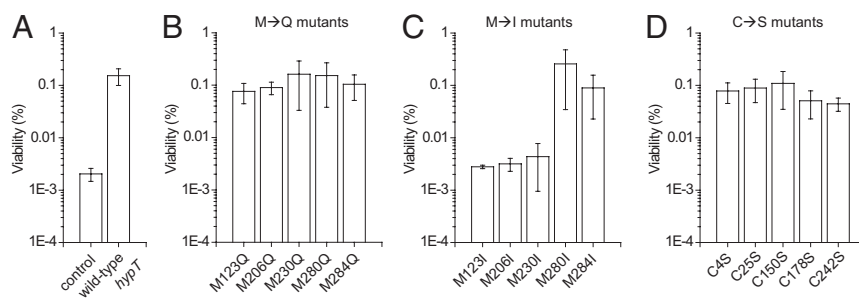 A
Viability (%)
1
0.1
0.01
1E-3
1E-4
control
wild-type
hypT
B
M→Q mutants
Viability (%)
1
0.1
0.01
1E-3
1E-4
M123Q
M206Q
M230Q
M280Q
M284Q
C
M→I mutants
Viability (%)
1
0.1
0.01
1E-3
1E-4
M123I
M206I
M230I
M280I
M284I
D
C→S mutants
Viability (%)
1
0.1
0.01
1E-3
1E-4
C4S
C25S
C150S
C178S
C242S